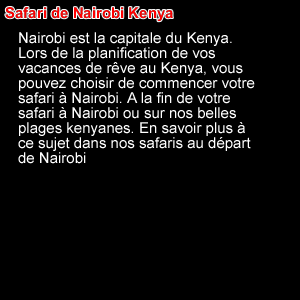 Safari de Nairobi Kenya
Nairobi est la capitale du Kenya.
Lors de la planification de vos
vacances de rêve au Kenya, vous
pouvez choisir de commencer votre
safari à Nairobi. A la fin de votre
safari à Nairobi ou sur nos belles
plages kenyanes. En savoir plus à
ce sujet dans nos safaris au départ
de Nairobi